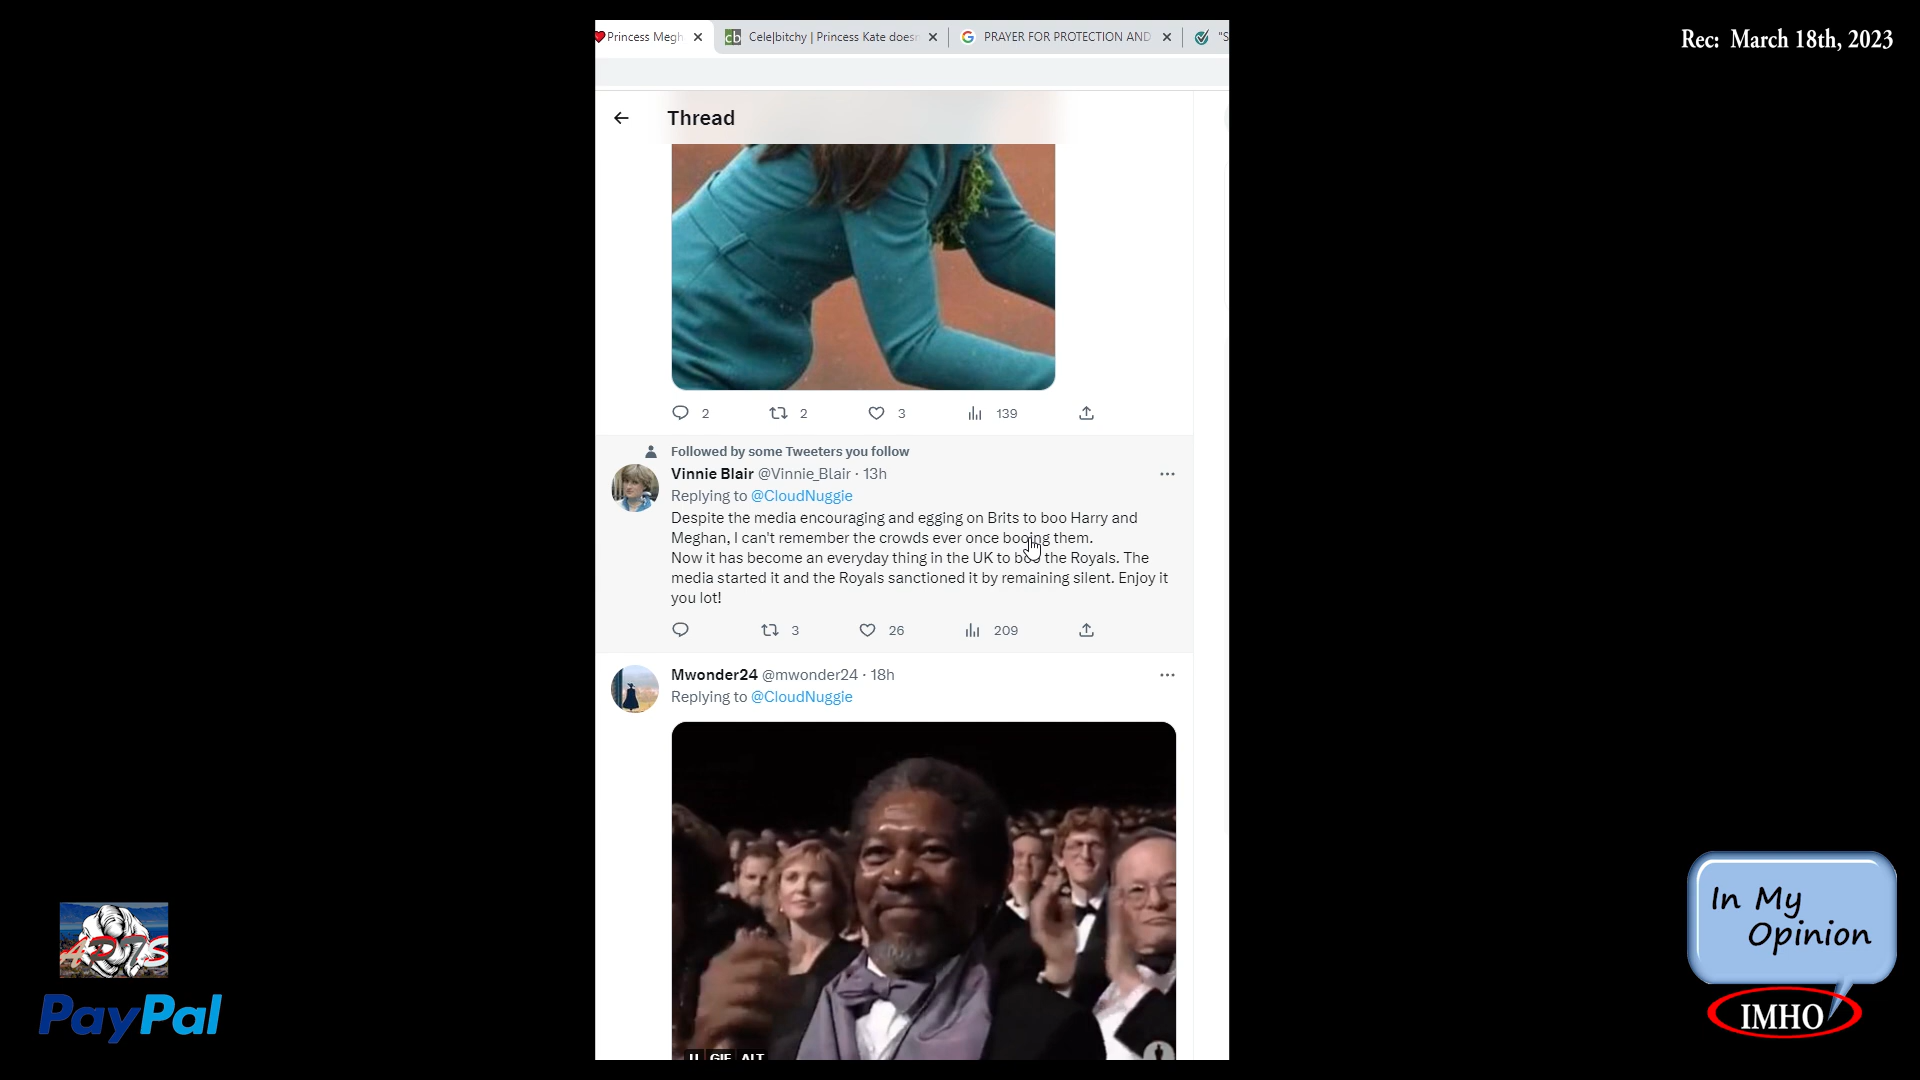 Rec: March 18th, 2023
Princess Megh
cb Cele|bitchy | Princess Kate does
PRAYER FOR PROTECTION AND
"S
Thread
2 2 3 139
Followed by some Tweeters you follow
Vinnie Blair @Vinnie_Blair · 13h
Replying to @CloudNuggie
Despite the media encouraging and egging on Brits to boo Harry and
Meghan, I can't remember the crowds ever once booing them.
Now it has become an everyday thing in the UK to boo the Royals. The
media started it and the Royals sanctioned it by remaining silent. Enjoy it
you lot!
3 26 209
Mwonder24 @mwonder24 · 18h
Replying to @CloudNuggie
GIF ALT
PayPal
In My
Opinion
IMHO